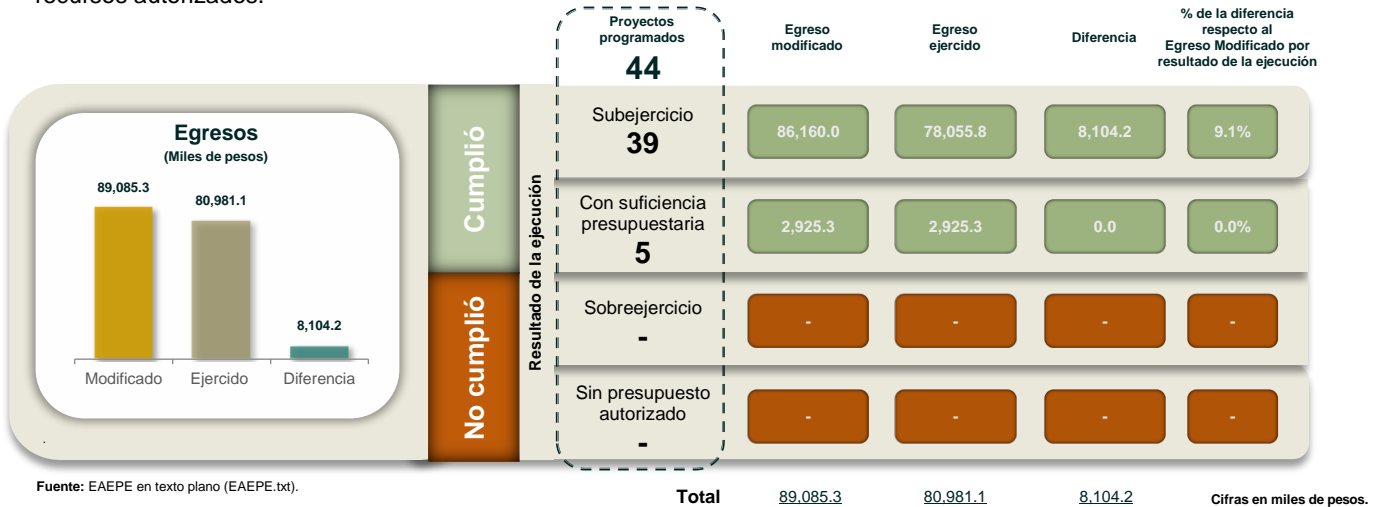 recursos autorizados.
Proyectos
programados
44
Egreso
modificado
Egreso
ejercido
Diferencia
% de la diferencia
respecto al
Egreso Modificado por
resultado de la ejecución
Egresos
(Miles de pesos)
89,085.3
80,981.1
8,104.2
Modificado
Ejercido
Diferencia
Cumplió
No cumplió
Resultado de la ejecución
Subejercicio
39
86,160.0
78,055.8
8,104.2
9.1%
Con suficiencia
presupuestaria
5
2,925.3
2,925.3
0.0
0.0%
Sobreejercicio
-
-
-
-
-
Sin presupuesto
autorizado
-
-
-
-
-
.
Fuente: EAEPE en texto plano (EAEPE.txt).
Total
89,085.3
80,981.1
8,104.2
Cifras en miles de pesos.